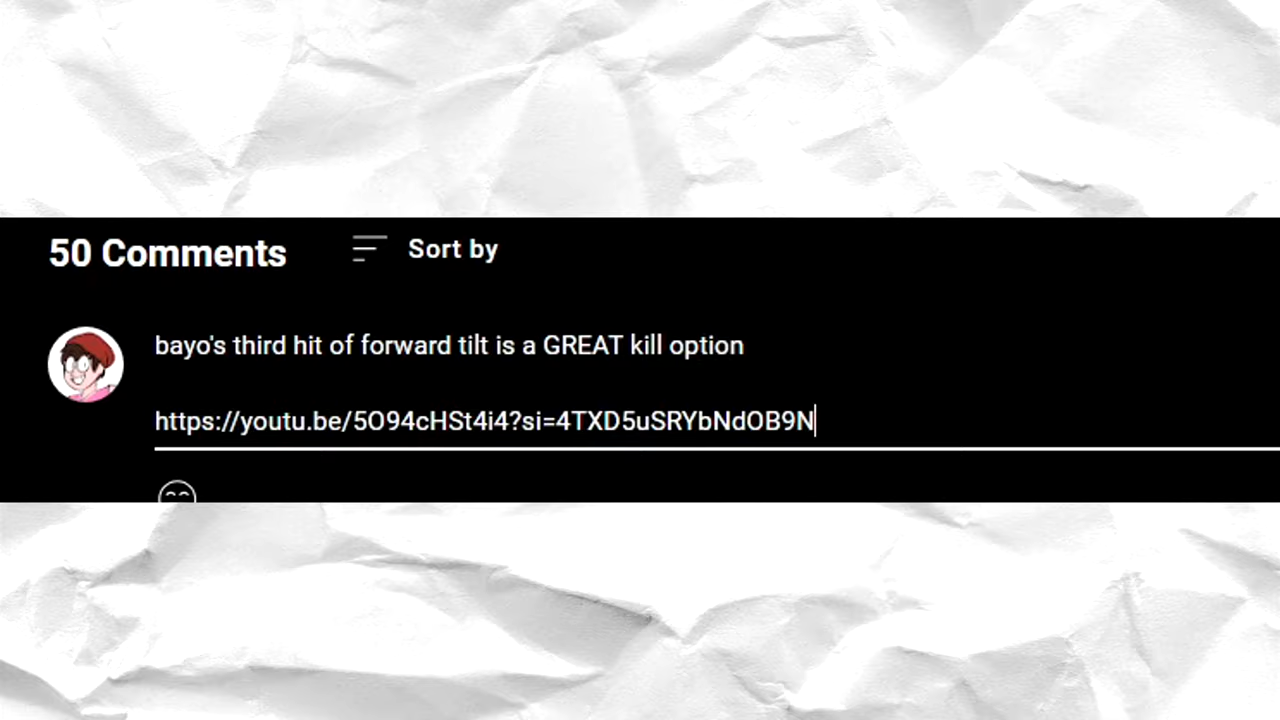 50 Comments
Sort by
bayo's third hit of forward tilt is a GREAT kill option
https://youtu.be/5O94cHSt4i4?si=4TXD5uSRYbNdOB9N